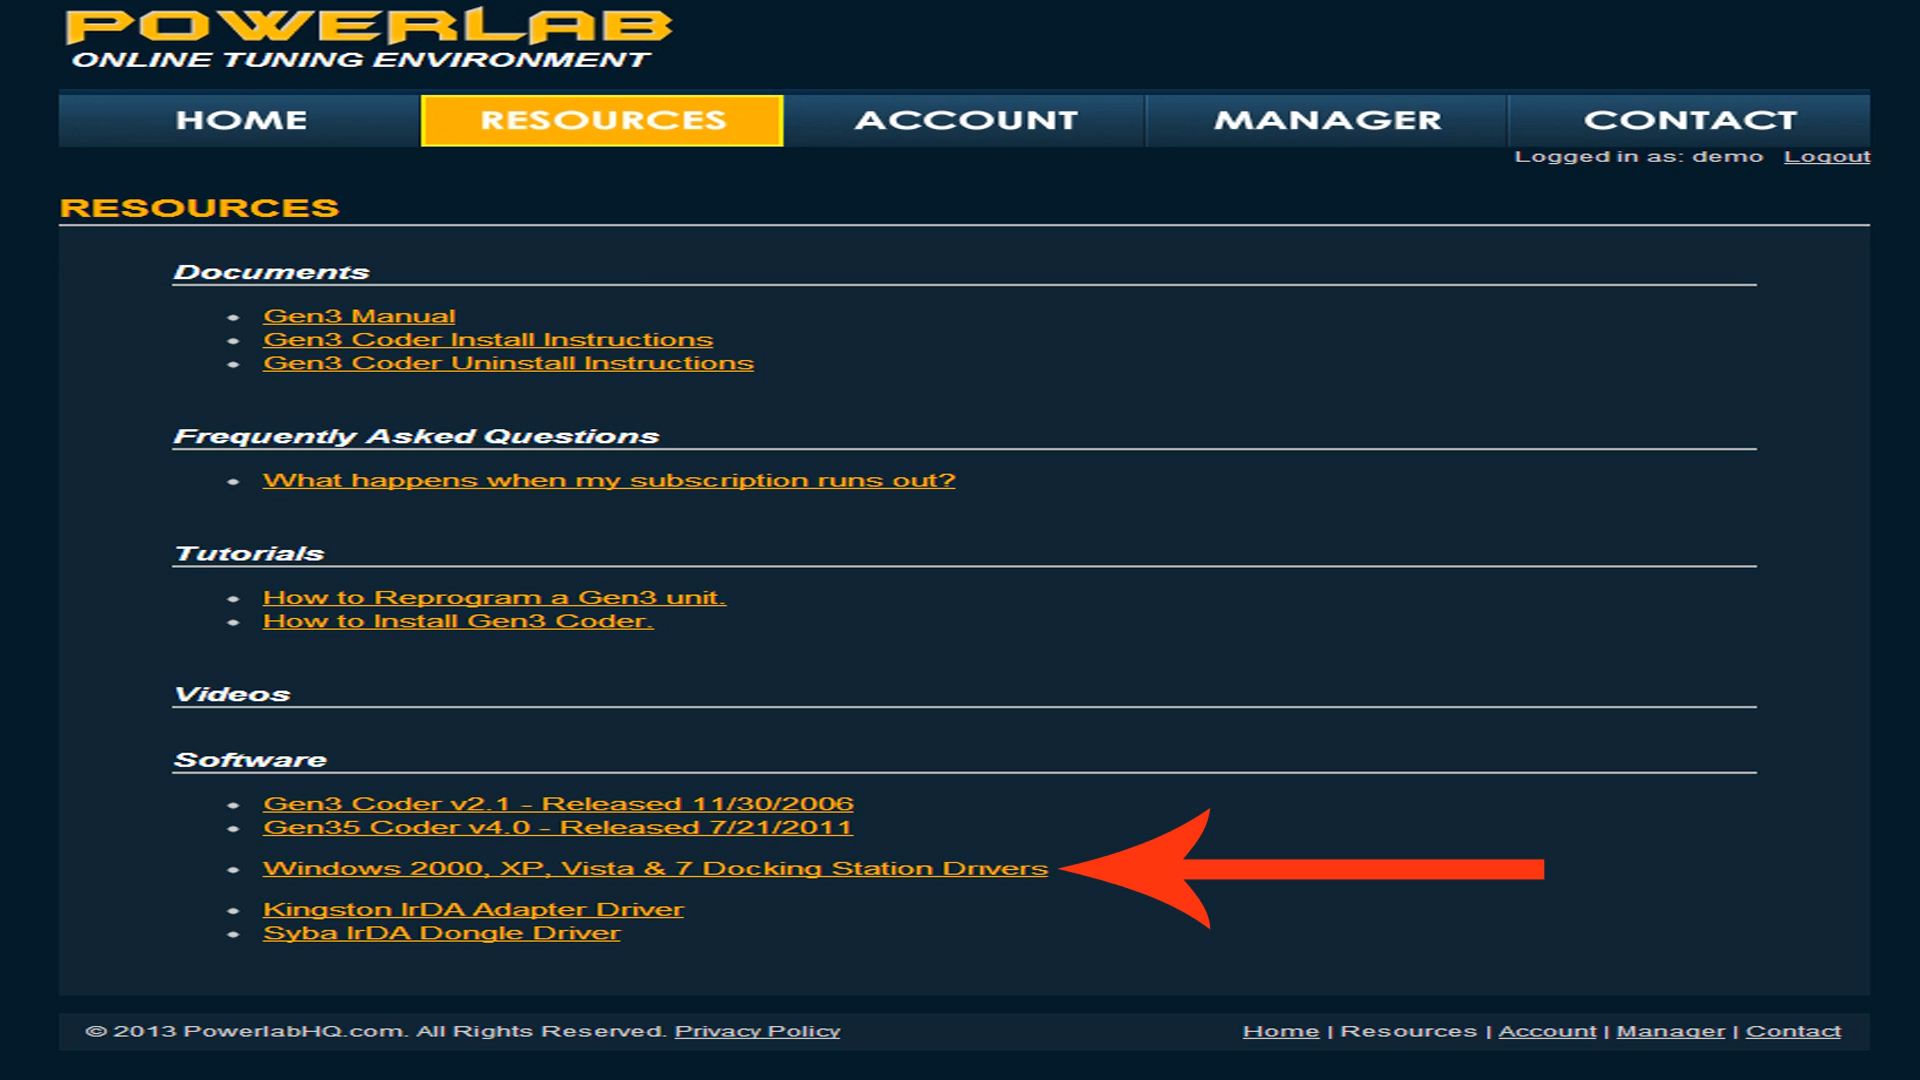 POWERLAB
ONLINE TUNING ENVIRONMENT
HOME RESOURCES ACCOUNT MANAGER CONTACT
Logged in as: demo Logout
RESOURCES
Documents
Gen3 Manual
Gen3 Coder Install Instructions
Gen3 Coder Uninstall Instructions
Frequently Asked Questions
What happens when my subscription runs out?
Tutorials
How to Reprogram a Gen3 unit.
How to Install Gen3 Coder.
Videos
Software
Gen3 Coder v2.1 - Released 11/30/2006
Gen35 Coder v4.0 - Released 7/21/2011
Windows 2000, XP, Vista & 7 Docking Station Drivers
Kingston IrDA Adapter Driver
Syba IrDA Dongle Driver
© 2013 PowerlabHQ.com. All Rights Reserved. Privacy Policy Home | Resources | Account | Manager | Contact